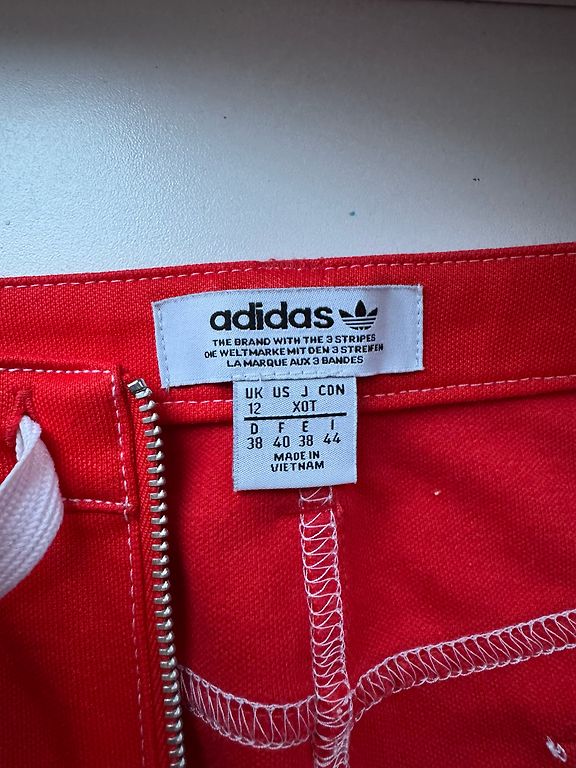 adidas
THE BRAND WITH THE 3 STRIPES
DIE WELTMARKE MIT DEN 3 STREIFEN
LA MARQUE AUX 3 BANDES
UK US J CDN
12 XOT
D F E I
38 40 38 44
MADE IN
VIETNAM